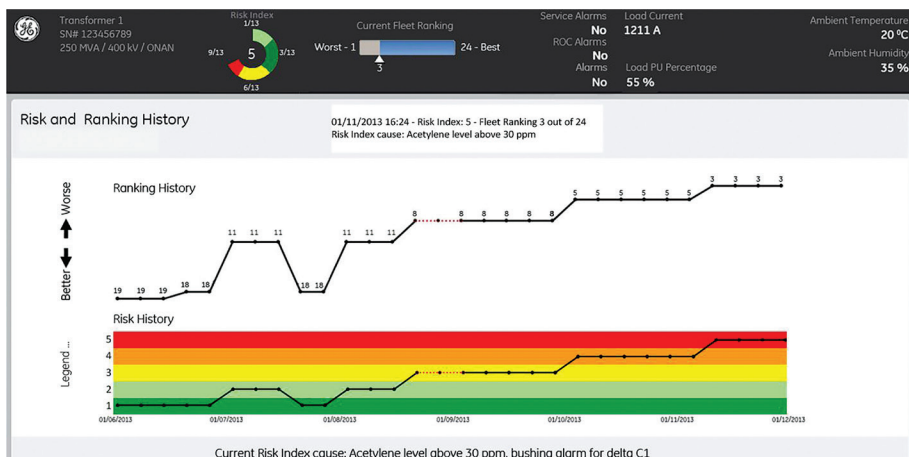 Transformer 1
SN# 123456789
250 MVA / 400 kV / ONAN
Risk Index
1/13
9/13
5
3/13
6/13
Current Fleet Ranking
Worst - 1
24 - Best
3
Service Alarms
No
ROC Alarms
No
Alarms
No
Load Current
1211 A
Load PU Percentage
55 %
Ambient Temperature
20 ºC
Ambient Humidity
35 %
Risk and Ranking History
01/11/2013 16:24 - Risk Index: 5 - Fleet Ranking 3 out of 24
Risk Index cause: Acetylene level above 30 ppm
Better Worse
Ranking History
19 19 19 18 18 11 11 11 18 18 11 11 11 8 8 8 8 8 8 5 5 5 5 5 5 3 3 3 3
Risk History
Legend ...
5
4
3
2
1
01/06/2013 01/07/2013 01/08/2013 01/09/2013 01/10/2013 01/11/2013 01/12/2013
Current Risk Index cause: Acetylene level above 30 ppm, bushing alarm for delta C1